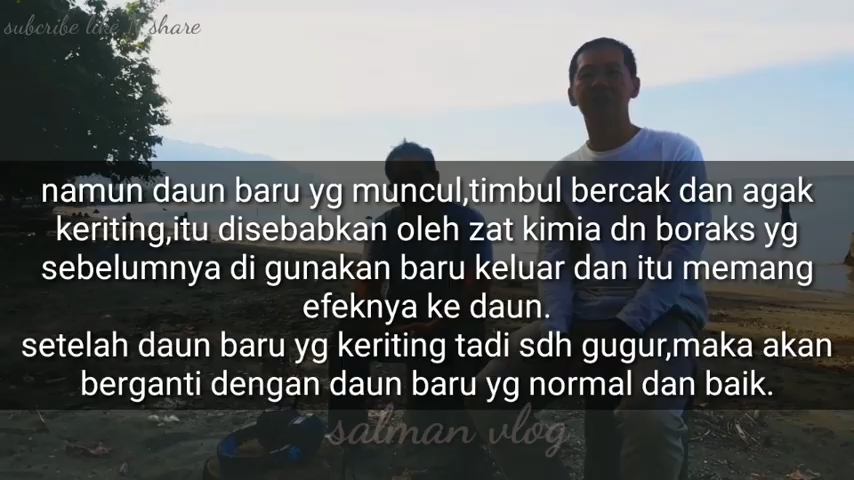 subcribe like N share
namun daun baru yg muncul,timbul bercak dan agak
keriting,itu disebabkan oleh zat kimia dn boraks yg
sebelumnya di gunakan baru keluar dan itu memang
efeknya ke daun.
setelah daun baru yg keriting tadi sdh gugur,maka akan
berganti dengan daun baru yg normal dan baik.
salman vlog